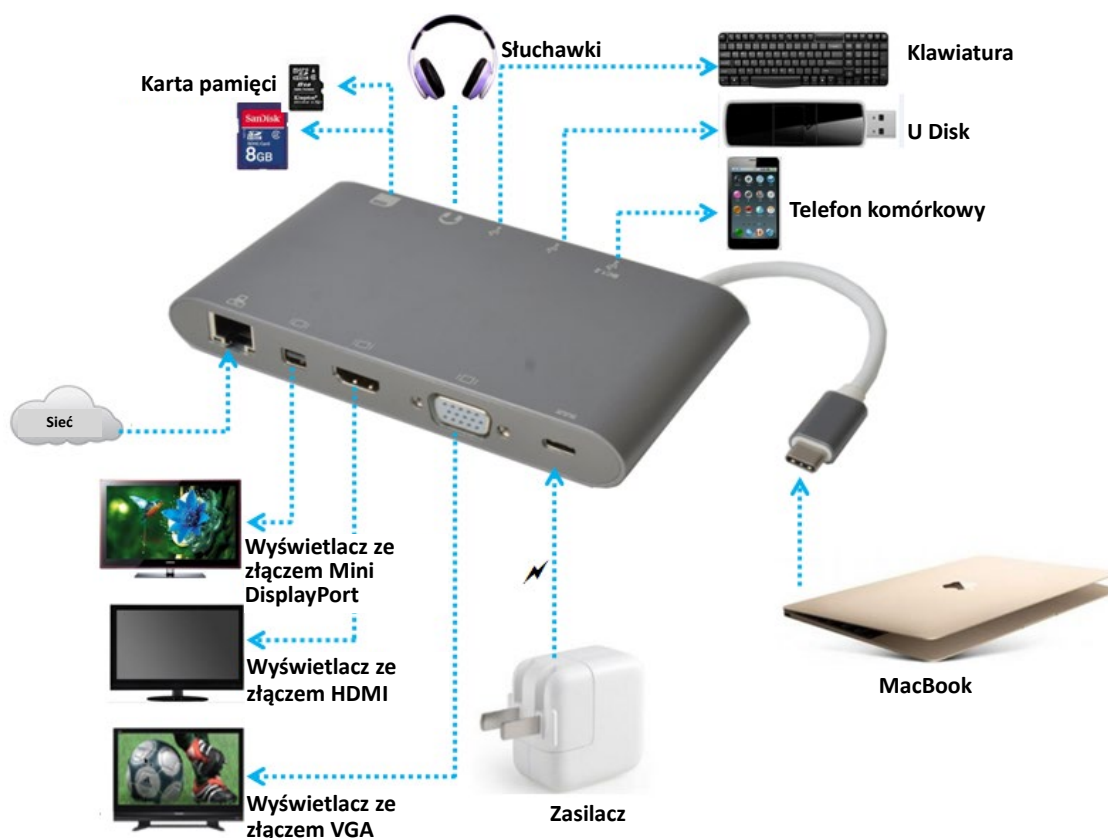 Słuchawki
Klawiatura
Karta pamięci
SanDisk
8GB
U Disk
Telefon komórkowy
Sieć
Wyświetlacz ze
złączem Mini
DisplayPort
Wyświetlacz ze
złączem HDMI
MacBook
Wyświetlacz ze
złączem VGA
Zasilacz